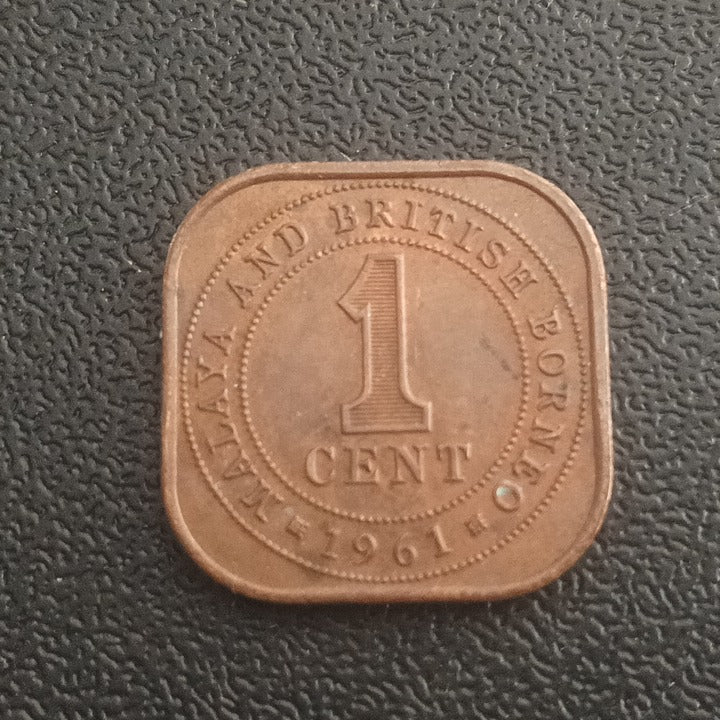 MALAYA AND BRITISH BORNEO
1
CENT
1961